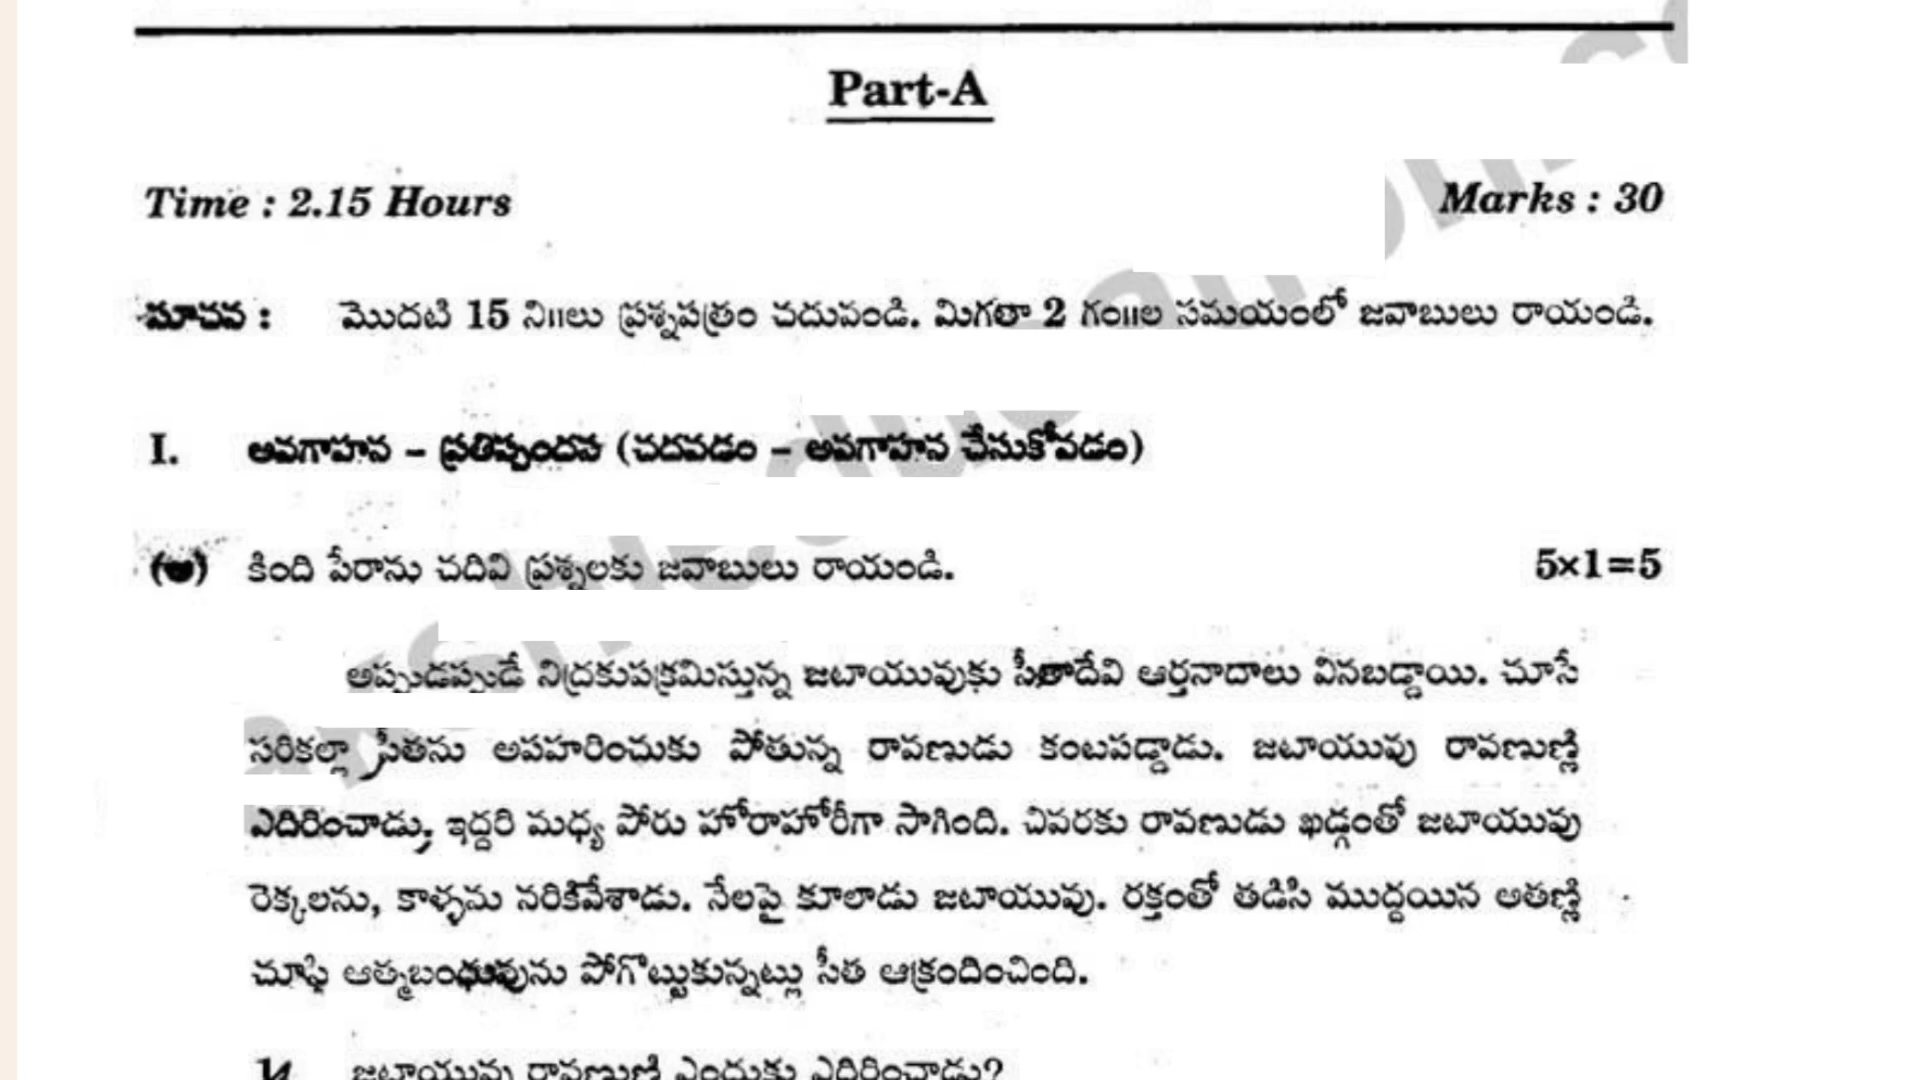 Part-A
Time : 2.15 Hours Marks : 30
సూచన : మొదటి 15 ని॥లు ప్రశ్నపత్రం చదువండి. మిగతా 2 గం॥ల సమయంలో జవాబులు రాయండి.
I. అవగాహన – ప్రతిస్పందన (చదవడం – అవగాహన చేసుకోవడం)
(అ) కింది పేరాను చదివి ప్రశ్నలకు జవాబులు రాయండి. 5×1=5
అప్పుడప్పుడే నిద్రకుపక్రమిస్తున్న జటాయువుకు సీతాదేవి ఆర్తనాదాలు వినబడ్డాయి. చూసే
సరికల్లా సీతను అపహరించుకు పోతున్న రావణుడు కంటపడ్డాడు. జటాయువు రావణుణ్ణి
ఎదిరించాడు, ఇద్దరి మధ్య పోరు హోరాహోరీగా సాగింది. చివరకు రావణుడు ఖడ్గంతో జటాయువు
రెక్కలను, కాళ్ళను నరికివేశాడు. నేలపై కూలాడు జటాయువు. రక్తంతో తడిసి ముద్దయిన అతణ్ణి
చూసి ఆత్మబంధువును పోగొట్టుకున్నట్లు సీత ఆక్రందించింది.
జటాయువు రావణుణ్ణి ఎందుకు ఎదిరించాడు?